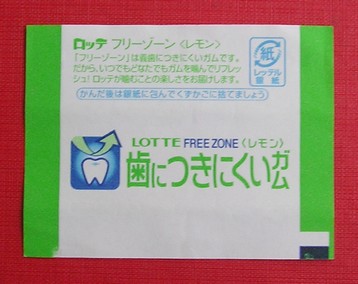 ロッテ フリーゾーン〈レモン〉
「フリーゾーン」は義歯につきにくいガムです。
だから、いつでもどなたでもガムを噛んでリフレッ
シュ!ロッテが噛むことの楽しさをお届けします。
かんだ後は銀紙に包んでくずかごに捨てましょう
紙
レッテル
銀紙
LOTTE FREE ZONE〈レモン〉
歯につきにくいガム